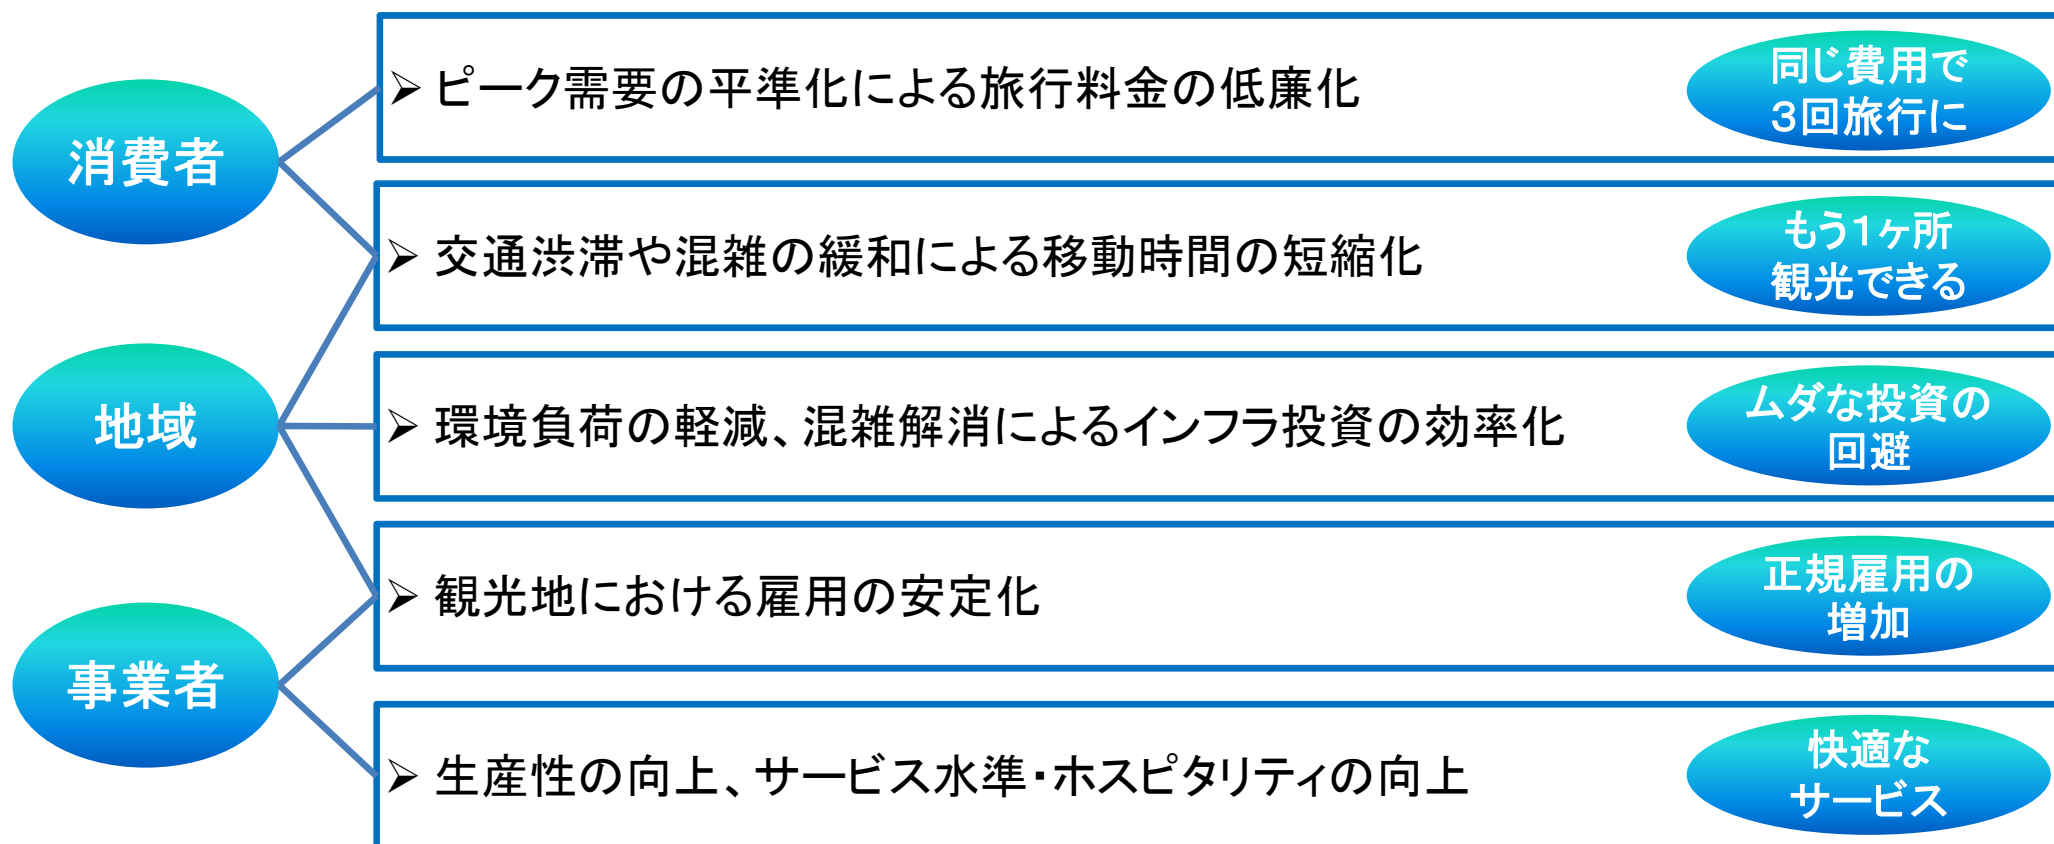 消費者
地域
事業者
➢ ピーク需要の平準化による旅行料金の低廉化
同じ費用で
３回旅行に
➢ 交通渋滞や混雑の緩和による移動時間の短縮化
もう１ヶ所
観光できる
➢ 環境負荷の軽減、混雑解消によるインフラ投資の効率化
ムダな投資の
回避
➢ 観光地における雇用の安定化
正規雇用の
増加
➢ 生産性の向上、サービス水準・ホスピタリティの向上
快適な
サービス